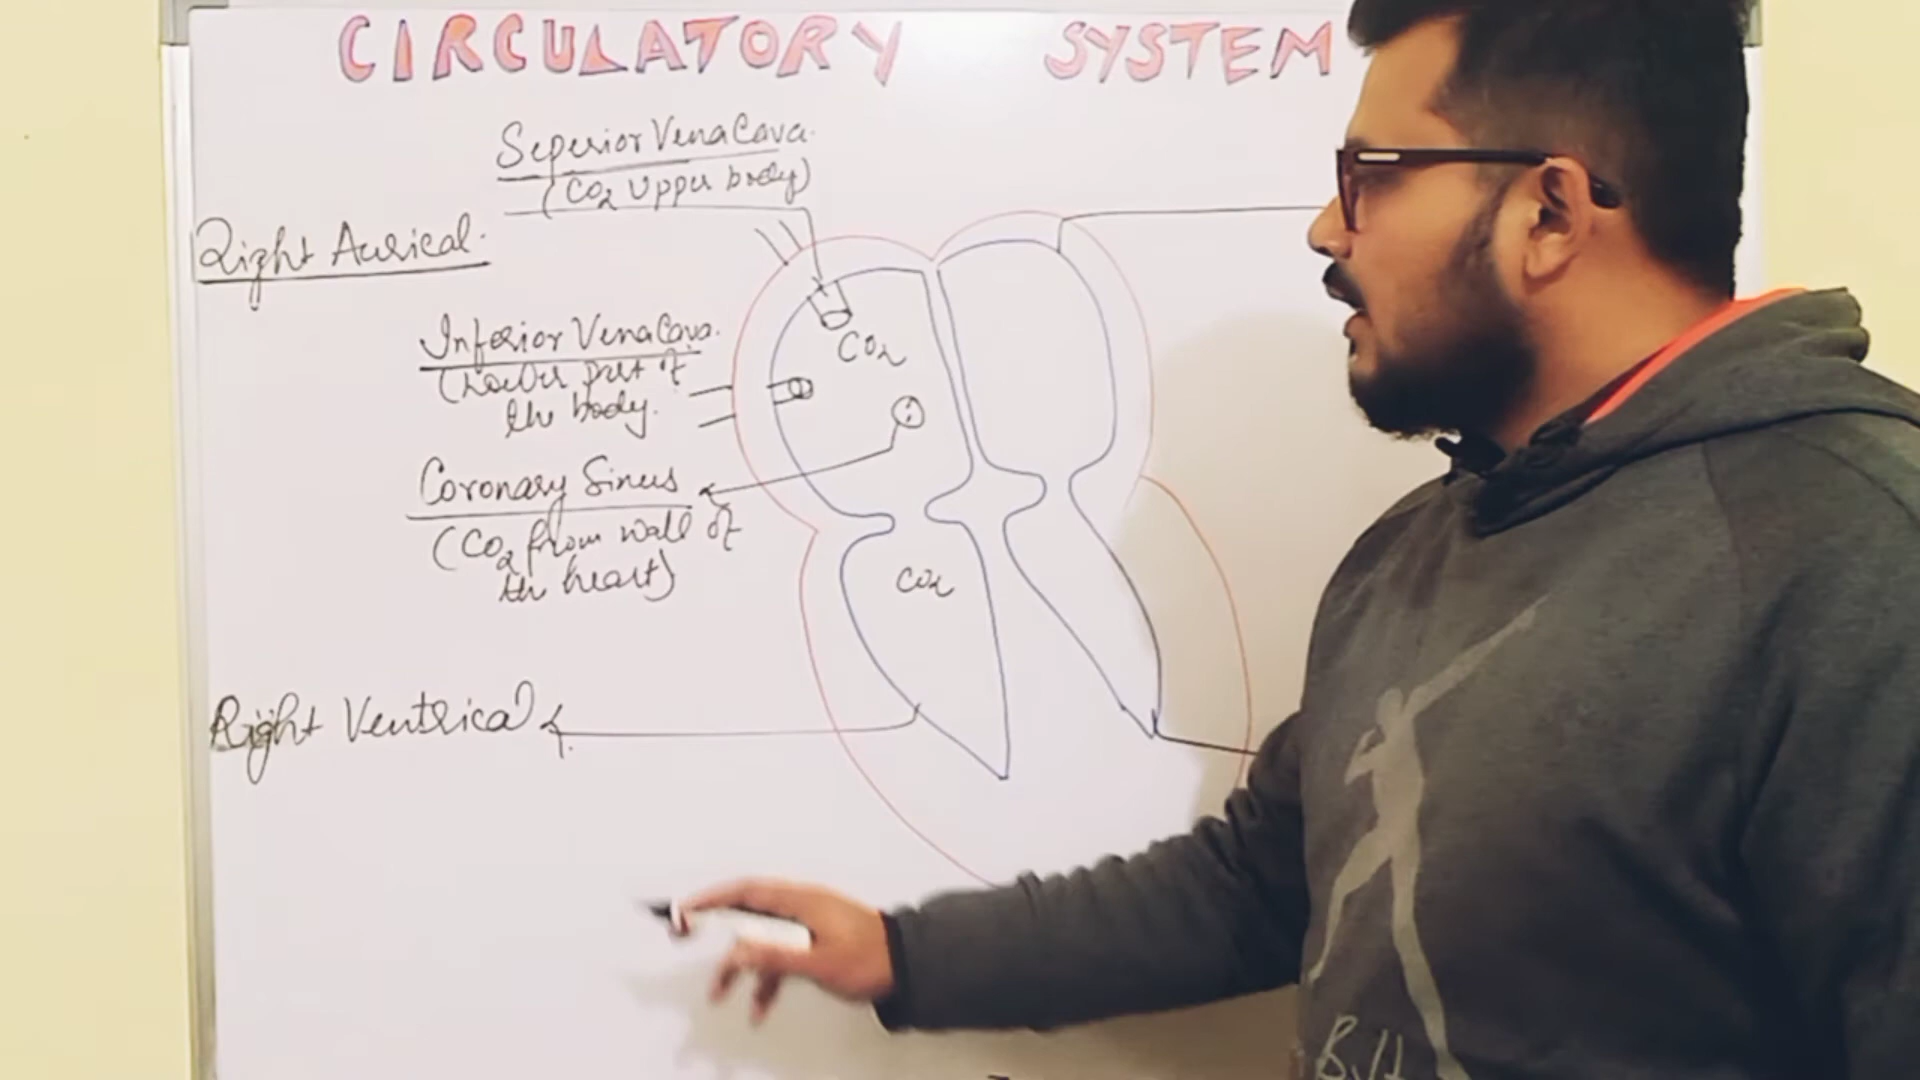 CIRCULATORY SYSTEM
Seperior Vena Cava
(CO2 Upper body)
Right Aurical
Inferior Vena Cava
(Lower part of
the body.
CO2
Coronary Sinus
(CO2 from wall of
the heart)
CO2
Right Ventrical